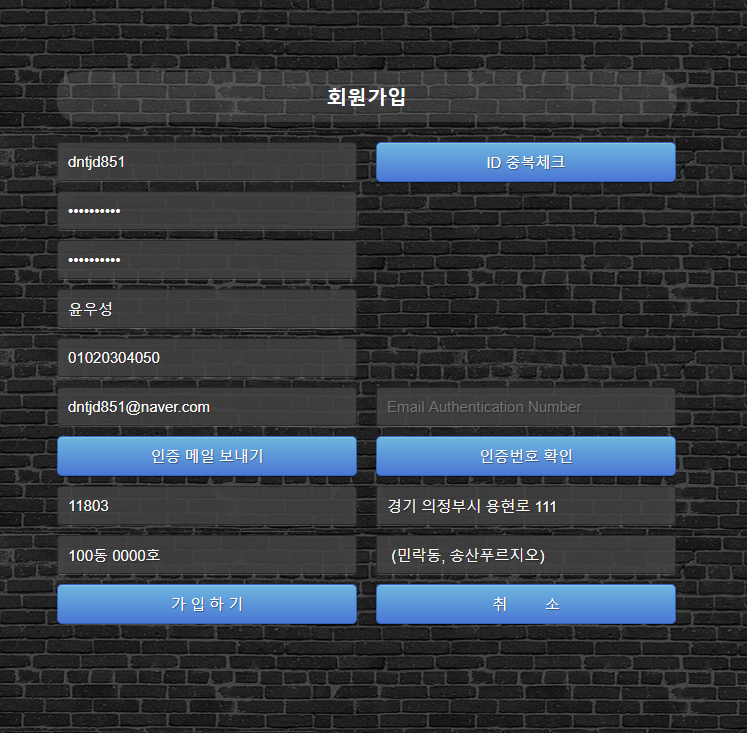 회원가입
dntjd851
ID 중복체크
••••••••••
••••••••••
윤우성
01020304050
dntjd851@naver.com
Email Authentication Number
인증 메일 보내기
인증번호 확인
11803
경기 의정부시 용현로 111
100동 0000호
(민락동, 송산푸르지오)
가 입 하 기
취 소